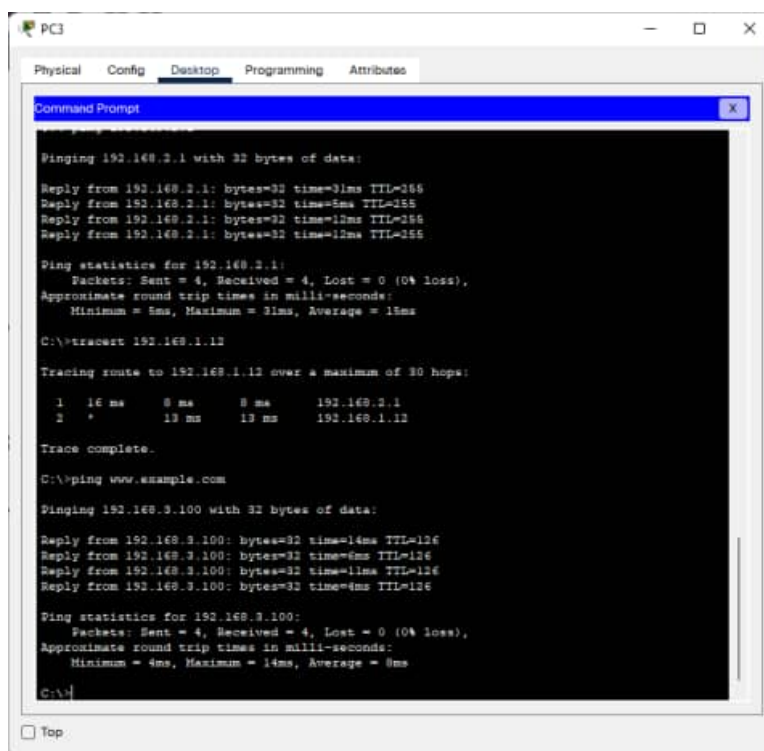 PC3
Physical Config Desktop Programming Attributes
Command Prompt
X
Pinging 192.168.2.1 with 32 bytes of data:
Reply from 192.168.2.1: bytes=32 time=31ms TTL=255
Reply from 192.168.2.1: bytes=32 time=5ms TTL=255
Reply from 192.168.2.1: bytes=32 time=12ms TTL=255
Reply from 192.168.2.1: bytes=32 time=12ms TTL=255
Ping statistics for 192.168.2.1:
Packets: Sent = 4, Received = 4, Lost = 0 (0% loss),
Approximate round trip times in milli-seconds:
Minimum = 5ms, Maximum = 31ms, Average = 15ms
C:\>tracert 192.168.1.12
Tracing route to 192.168.1.12 over a maximum of 30 hops:
1 16 ms 8 ms 8 ms 192.168.2.1
2 * 13 ms 13 ms 192.168.1.12
Trace complete.
C:\>ping www.example.com
Pinging 192.168.3.100 with 32 bytes of data:
Reply from 192.168.3.100: bytes=32 time=14ms TTL=126
Reply from 192.168.3.100: bytes=32 time=6ms TTL=126
Reply from 192.168.3.100: bytes=32 time=11ms TTL=126
Reply from 192.168.3.100: bytes=32 time=4ms TTL=126
Ping statistics for 192.168.3.100:
Packets: Sent = 4, Received = 4, Lost = 0 (0% loss),
Approximate round trip times in milli-seconds:
Minimum = 4ms, Maximum = 14ms, Average = 8ms
C:\>
Top